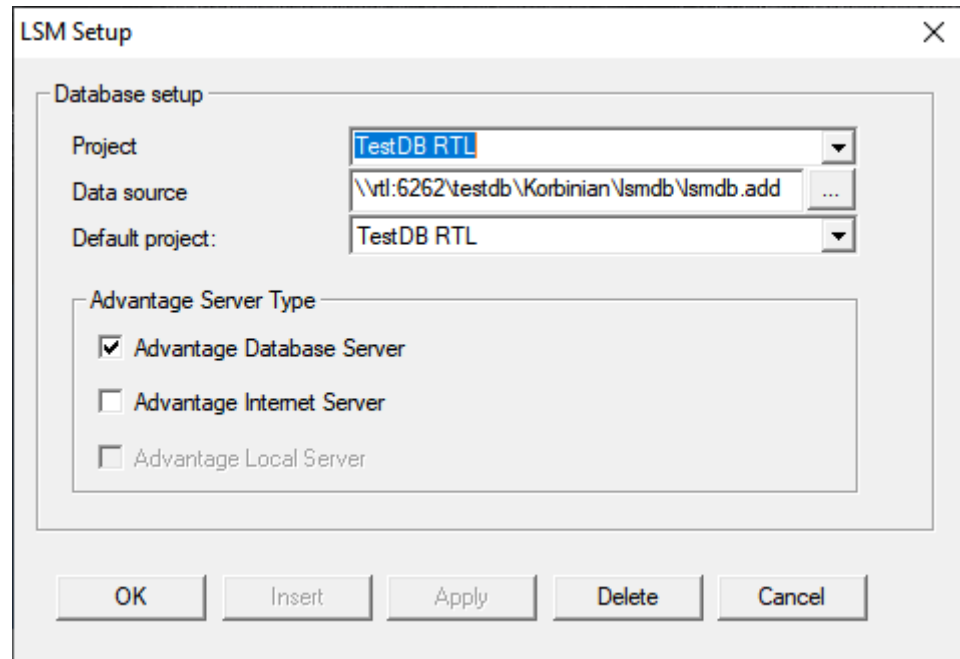 LSM Setup
Database setup
Project
TestDB RTL
Data source
\\rtl:6262\testdb\Korbinian\lsmdb\lsmdb.add
...
Default project:
TestDB RTL
Advantage Server Type
Advantage Database Server
Advantage Internet Server
Advantage Local Server
OK
Insert
Apply
Delete
Cancel